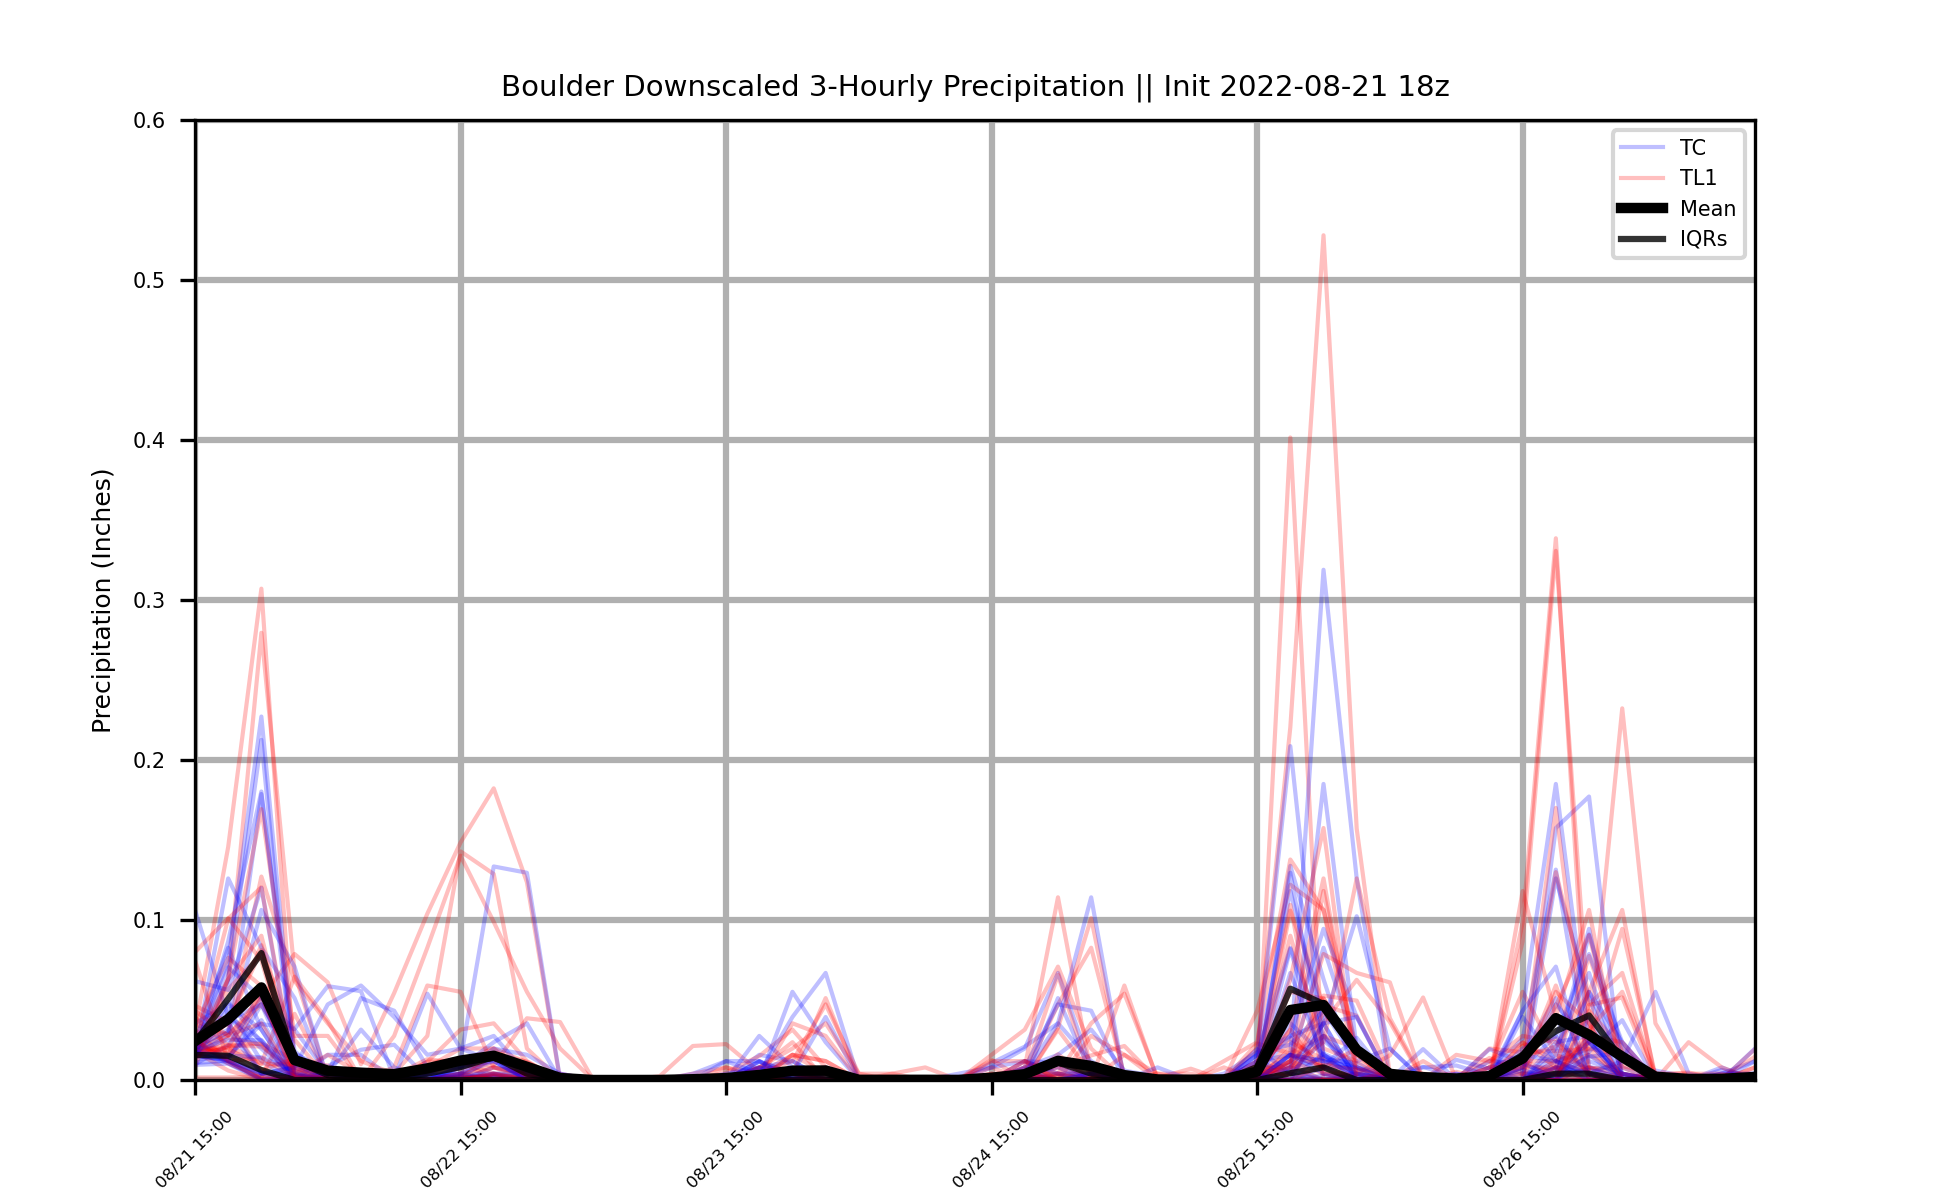 Boulder Downscaled 3-Hourly Precipitation || Init 2022-08-21 18z
TC
TL1
Mean
IQRs
Precipitation (Inches)
0.6
0.5
0.4
0.3
0.2
0.1
0.0
08/21 15:00
08/22 15:00
08/23 15:00
08/24 15:00
08/25 15:00
08/26 15:00